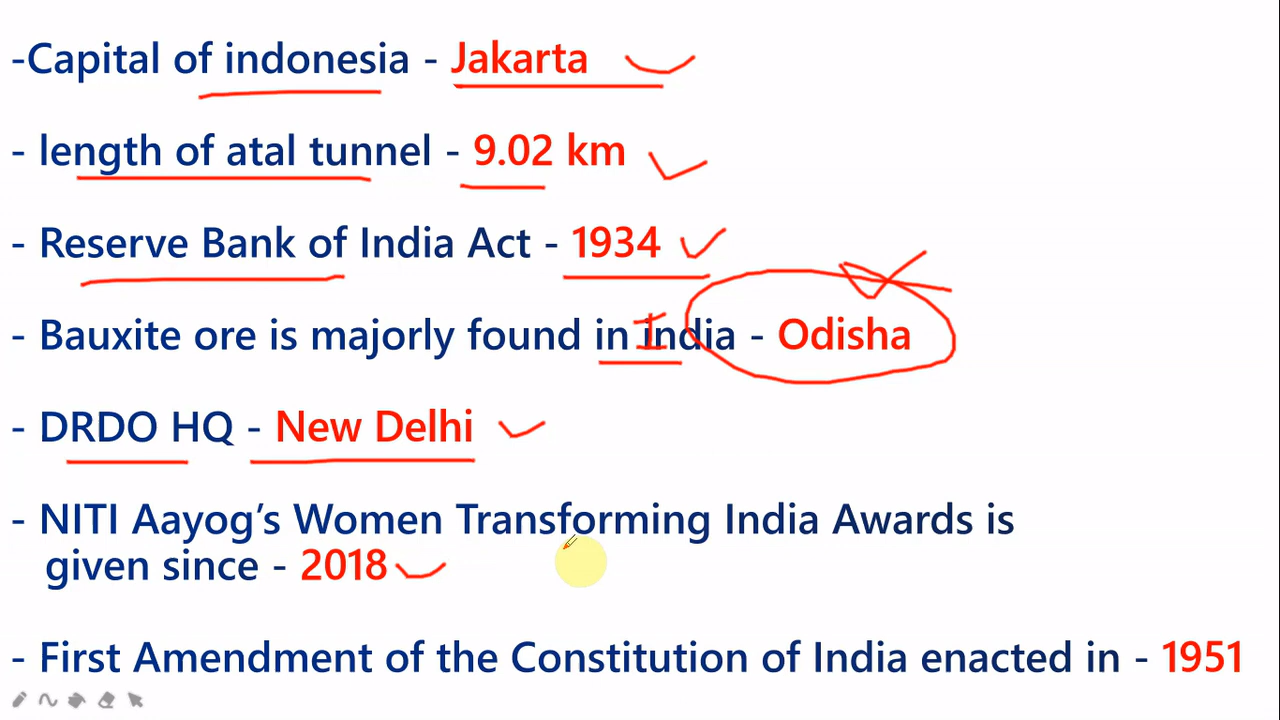 -Capital of indonesia - Jakarta
- length of atal tunnel - 9.02 km
- Reserve Bank of India Act - 1934
- Bauxite ore is majorly found in india - Odisha
- DRDO HQ - New Delhi
- NITI Aayog’s Women Transforming India Awards is
given since - 2018
- First Amendment of the Constitution of India enacted in - 1951